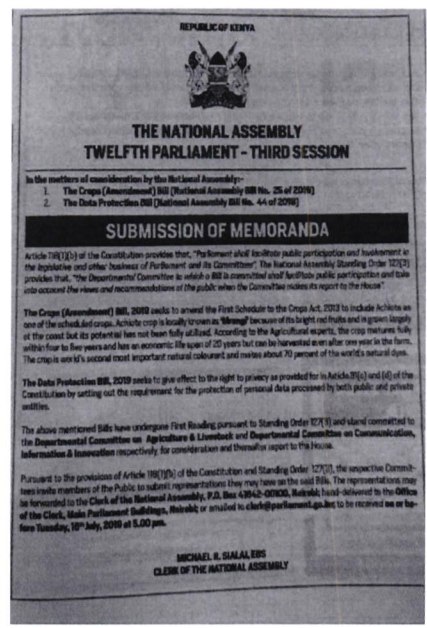 REPUBLIC OF KENYA
THE NATIONAL ASSEMBLY
TWELFTH PARLIAMENT - THIRD SESSION
In the matters of consideration by the National Assembly:-
1. The Crops (Amendment) Bill (National Assembly Bill No. 25 of 2019)
2. The Data Protection Bill (National Assembly Bill No. 44 of 2019)
SUBMISSION OF MEMORANDA
Article 118(1)(b) of the Constitution provides that, "Parliament shall facilitate public participation and involvement in
the legislative and other business of Parliament and its Committees". The National Assembly Standing Order 127(3)
provides that, "the Departmental Committee to which a Bill is committed shall facilitate public participation and take
into account the views and recommendations of the public when the Committee makes its report to the House".
The Crops (Amendment) Bill, 2019 seeks to amend the First Schedule to the Crops Act, 2013 to include Achiote as
one of the scheduled crops. Achiote crop is locally known as "Mrangi" because of its bright red fruits and is grown largely
at the coast but its potential has not been fully utilized. According to the Agricultural experts, the crop matures fully
within four to five years and has an economic life span of 20 years but can be harvested even after one year in the farm.
The crop is world's second most important natural colourant and makes about 70 percent of the world's natural dyes.
The Data Protection Bill, 2019 seeks to give effect to the right to privacy as provided for in Article 31(c) and (d) of the
Constitution by setting out the requirement for the protection of personal data processed by both public and private
entities.
The above mentioned Bills have undergone First Reading pursuant to Standing Order 127(3) and stand committed to
the Departmental Committee on Agriculture & Livestock and Departmental Committee on Communication,
Information & Innovation respectively for consideration and thereafter report to the House.
Pursuant to the provisions of Article 118(1)(b) of the Constitution and Standing Order 127(3), the respective Commit-
tees invite members of the Public to submit representations they may have on the said Bills. The representations may
be forwarded to the Clerk of the National Assembly, P.O. Box 41842-00100, Nairobi; hand-delivered to the Office
of the Clerk, Main Parliament Buildings, Nairobi; or emailed to clerk@parliament.go.ke; to be received on or be-
fore Tuesday, 16th July, 2019 at 5.00 pm.
MICHAEL R. SIALAI, EBS
CLERK OF THE NATIONAL ASSEMBLY